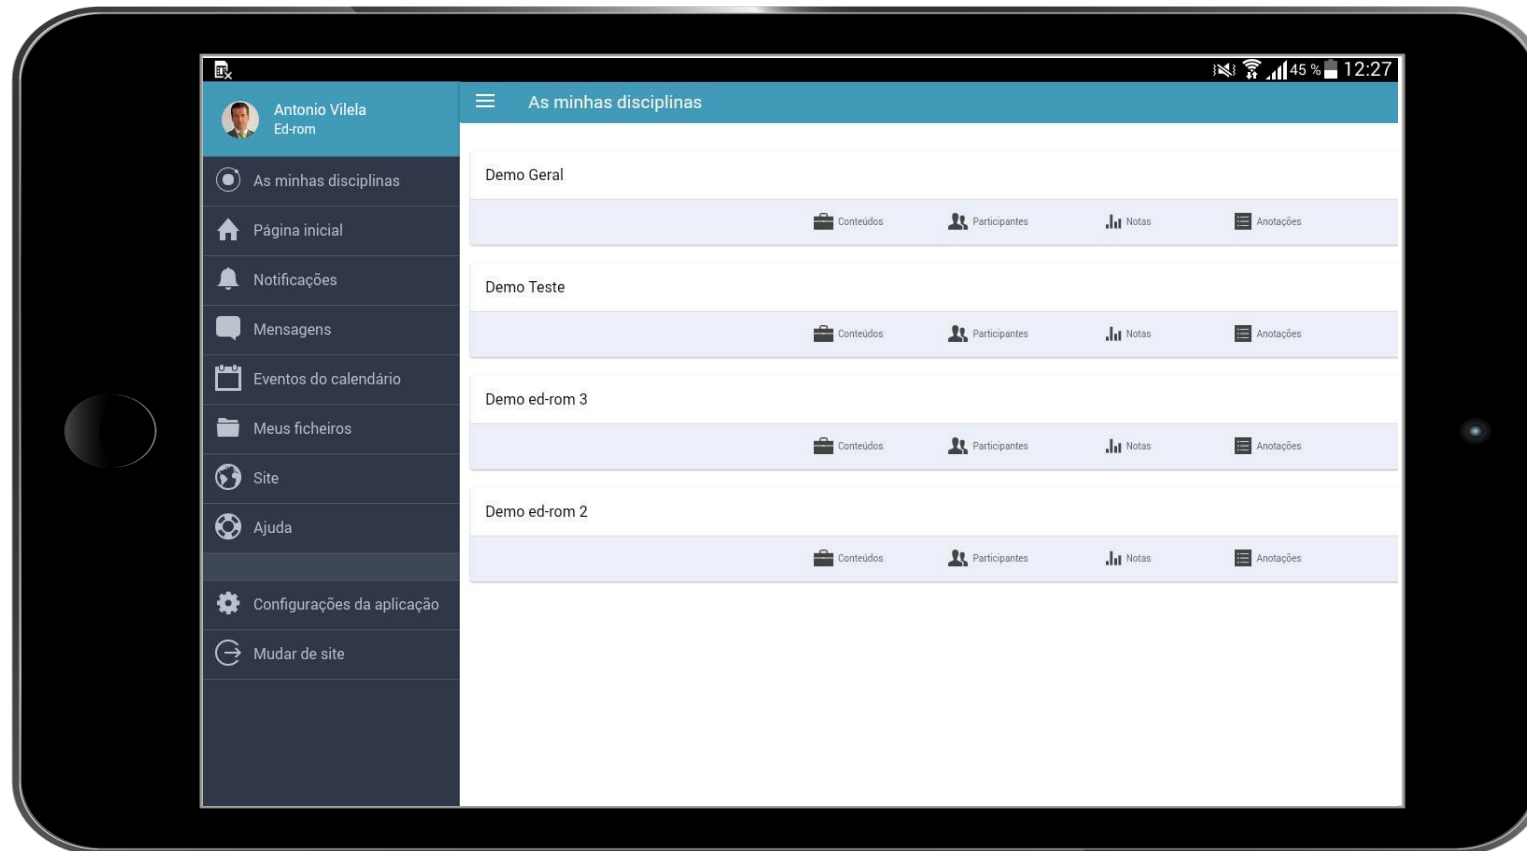 45 % 12:27
Antonio Vilela
Ed-rom
As minhas disciplinas
Página inicial
Notificações
Mensagens
Eventos do calendário
Meus ficheiros
Site
Ajuda
Configurações da aplicação
Mudar de site
As minhas disciplinas
Demo Geral
Conteúdos Participantes Notas Anotações
Demo Teste
Conteúdos Participantes Notas Anotações
Demo ed-rom 3
Conteúdos Participantes Notas Anotações
Demo ed-rom 2
Conteúdos Participantes Notas Anotações